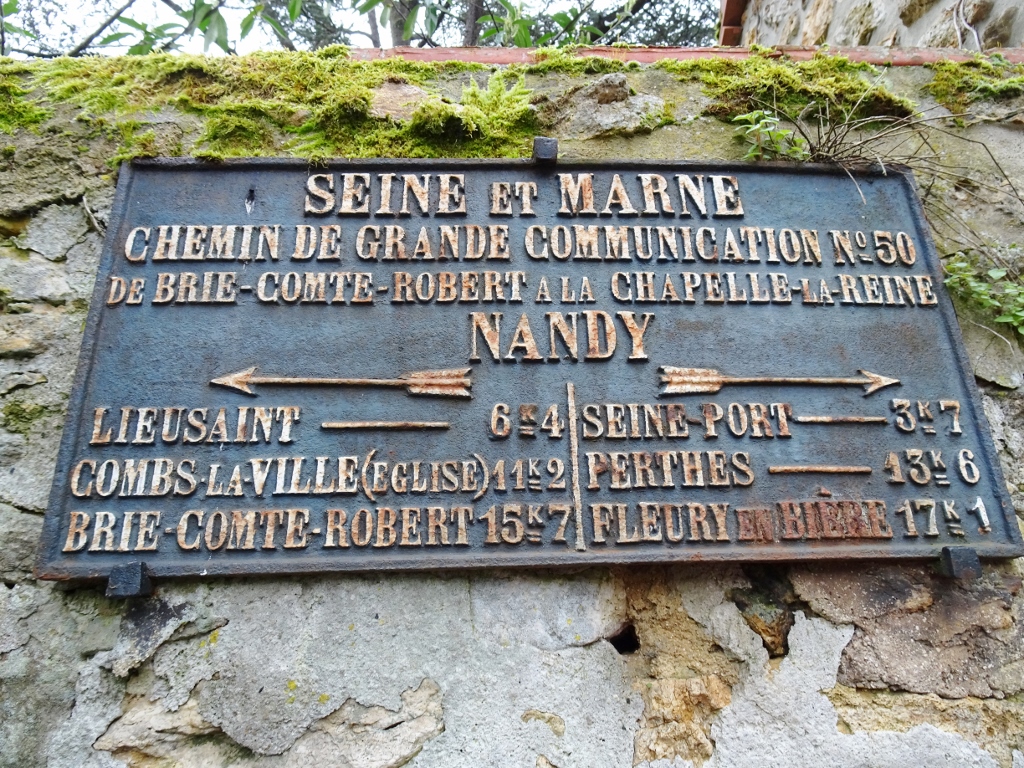 SEINE ET MARNE
CHEMIN DE GRANDE COMMUNICATION No. 50
DE BRIE-COMTE-ROBERT A LA CHAPELLE-LA-REINE
NANDY
LIEUSAINT — 6K4 SEINE-PORT — 3K7
COMBS-LA-VILLE (EGLISE) 11K2 PERTHES — 13K6
BRIE-COMTE-ROBERT 15K7 FLEURY EN BIÈRE 17K1